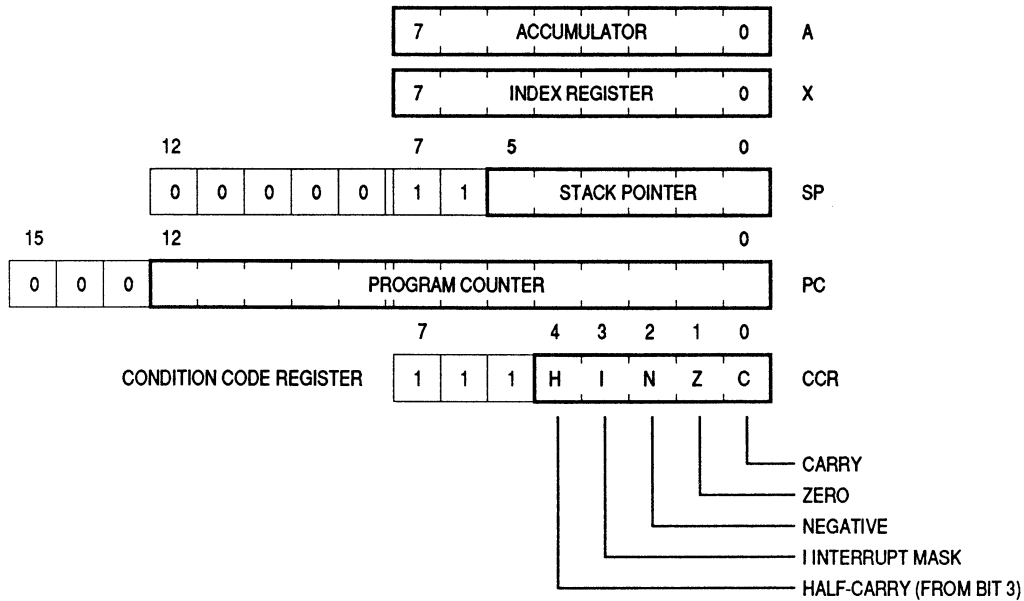 7 ACCUMULATOR 0 A
7 INDEX REGISTER 0 X
12 7 5 0
0 0 0 0 0 1 1 STACK POINTER SP
15 12 0
0 0 0 PROGRAM COUNTER PC
7 4 3 2 1 0
CONDITION CODE REGISTER 1 1 1 H I N Z C CCR
CARRY
ZERO
NEGATIVE
I INTERRUPT MASK
HALF-CARRY (FROM BIT 3)